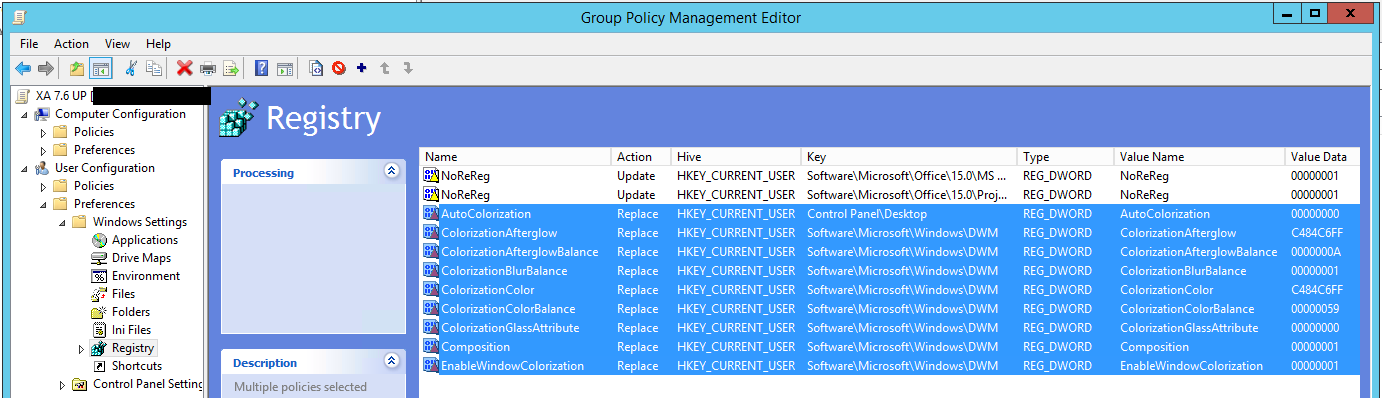 Group Policy Management Editor
File Action View Help
XA 7.6 UP [
Computer Configuration
Policies
Preferences
User Configuration
Policies
Preferences
Windows Settings
Applications
Drive Maps
Environment
Files
Folders
Ini Files
Registry
Shortcuts
Control Panel Setting
Registry
Processing
Description
Multiple policies selected
Name Action Hive Key Type Value Name Value Data
NoReReg Update HKEY_CURRENT_USER Software\Microsoft\Office\15.0\MS ... REG_DWORD NoReReg 00000001
NoReReg Update HKEY_CURRENT_USER Software\Microsoft\Office\15.0\Proj... REG_DWORD NoReReg 00000001
AutoColorization Replace HKEY_CURRENT_USER Control Panel\Desktop REG_DWORD AutoColorization 00000000
ColorizationAfterglow Replace HKEY_CURRENT_USER Software\Microsoft\Windows\DWM REG_DWORD ColorizationAfterglow C484C6FF
ColorizationAfterglowBalance Replace HKEY_CURRENT_USER Software\Microsoft\Windows\DWM REG_DWORD ColorizationAfterglowBalance 0000000A
ColorizationBlurBalance Replace HKEY_CURRENT_USER Software\Microsoft\Windows\DWM REG_DWORD ColorizationBlurBalance 00000001
ColorizationColor Replace HKEY_CURRENT_USER Software\Microsoft\Windows\DWM REG_DWORD ColorizationColor C484C6FF
ColorizationColorBalance Replace HKEY_CURRENT_USER Software\Microsoft\Windows\DWM REG_DWORD ColorizationColorBalance 00000059
ColorizationGlassAttribute Replace HKEY_CURRENT_USER Software\Microsoft\Windows\DWM REG_DWORD ColorizationGlassAttribute 00000000
Composition Replace HKEY_CURRENT_USER Software\Microsoft\Windows\DWM REG_DWORD Composition 00000001
EnableWindowColorization Replace HKEY_CURRENT_USER Software\Microsoft\Windows\DWM REG_DWORD EnableWindowColorization 00000001